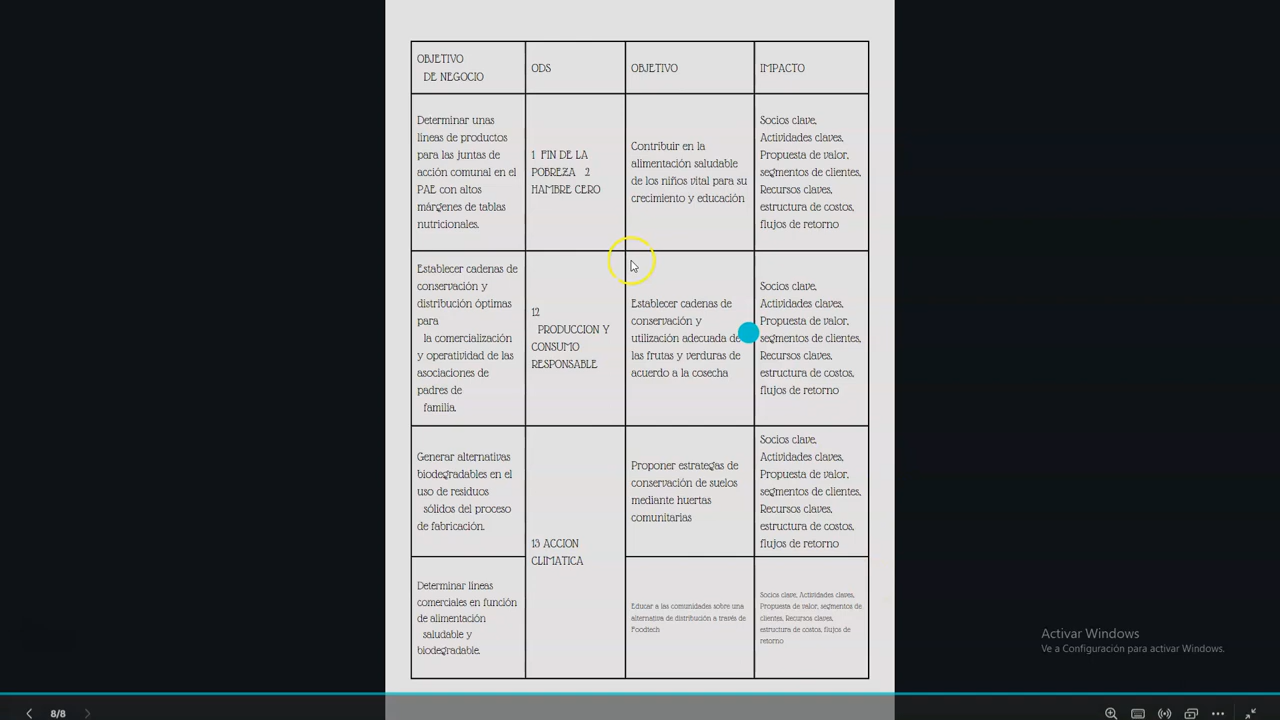 OBJETIVO
DE NEGOCIO
ODS
OBJETIVO
IMPACTO
Determinar unas
líneas de productos
para las juntas de
acción comunal en el
PAE con altos
márgenes de tablas
nutricionales.
1 FIN DE LA
POBREZA 2
HAMBRE CERO
Contribuir en la
alimentación saludable
de los niños vital para su
crecimiento y educación
Socios clave,
Actividades claves,
Propuesta de valor,
segmentos de clientes,
Recursos claves,
estructura de costos,
flujos de retorno
Establecer cadenas de
conservación y
distribución óptimas
para
la comercialización
y operatividad de las
asociaciones de
padres de
familia.
12
PRODUCCION Y
CONSUMO
RESPONSABLE
Establecer cadenas de
conservación y
utilización adecuada de
las frutas y verduras de
acuerdo a la cosecha
Socios clave,
Actividades claves,
Propuesta de valor,
segmentos de clientes,
Recursos claves,
estructura de costos,
flujos de retorno
Generar alternativas
biodegradables en el
uso de residuos
sólidos del proceso
de fabricación.
13 ACCION
CLIMATICA
Proponer estrategas de
conservación de suelos
mediante huertas
comunitarias
Socios clave,
Actividades claves,
Propuesta de valor,
segmentos de clientes,
Recursos claves,
estructura de costos,
flujos de retorno
Determinar líneas
comerciales en función
de alimentación
saludable y
biodegradable.
Educar a las comunidades sobre una
alternativa de distribución a través de
Foodtech
Socios clave, Actividades claves,
Propuesta de valor, segmentos de
clientes, Recursos claves,
estructura de costos, flujos de
retorno
Activar Windows
Ve a Configuración para activar Windows.
8/8